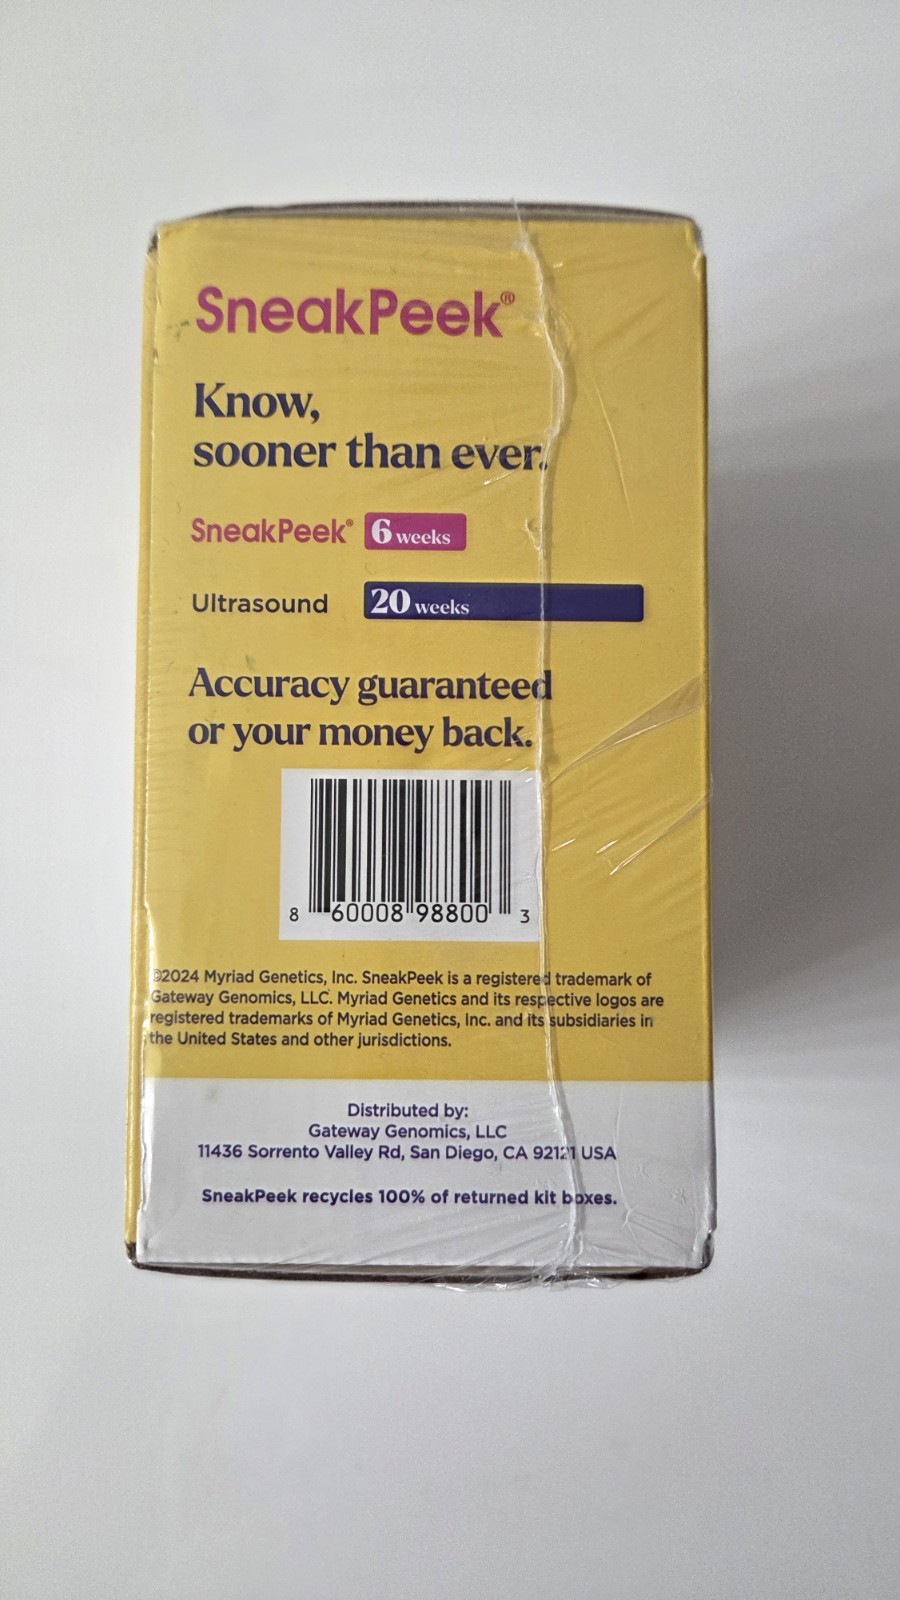 SneakPeek®
Know,
sooner than ever.
SneakPeek® 6 weeks
Ultrasound 20 weeks
Accuracy guaranteed
or your money back.
8 60008 98800 3
©2024 Myriad Genetics, Inc. SneakPeek is a registered trademark of
Gateway Genomics, LLC. Myriad Genetics and its respective logos are
registered trademarks of Myriad Genetics, Inc. and its subsidiaries in
the United States and other jurisdictions.
Distributed by:
Gateway Genomics, LLC
11436 Sorrento Valley Rd, San Diego, CA 92121 USA
SneakPeek recycles 100% of returned kit boxes.